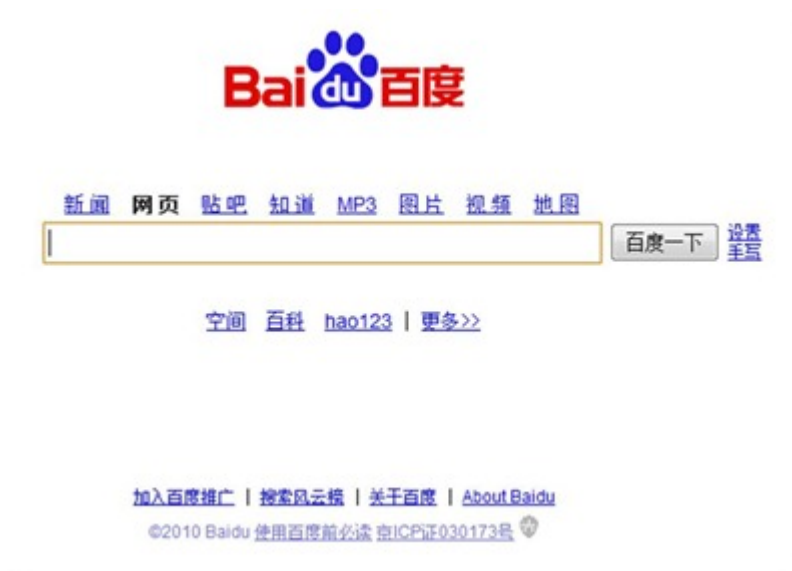 Bai du 百度
新闻 网页 贴吧 知道 MP3 图片 视频 地图
百度一下 设置
手写
空间 百科 hao123 | 更多>>
加入百度推广 | 搜索风云榜 | 关于百度 | About Baidu
©2010 Baidu 使用百度前必读 京ICP证030173号